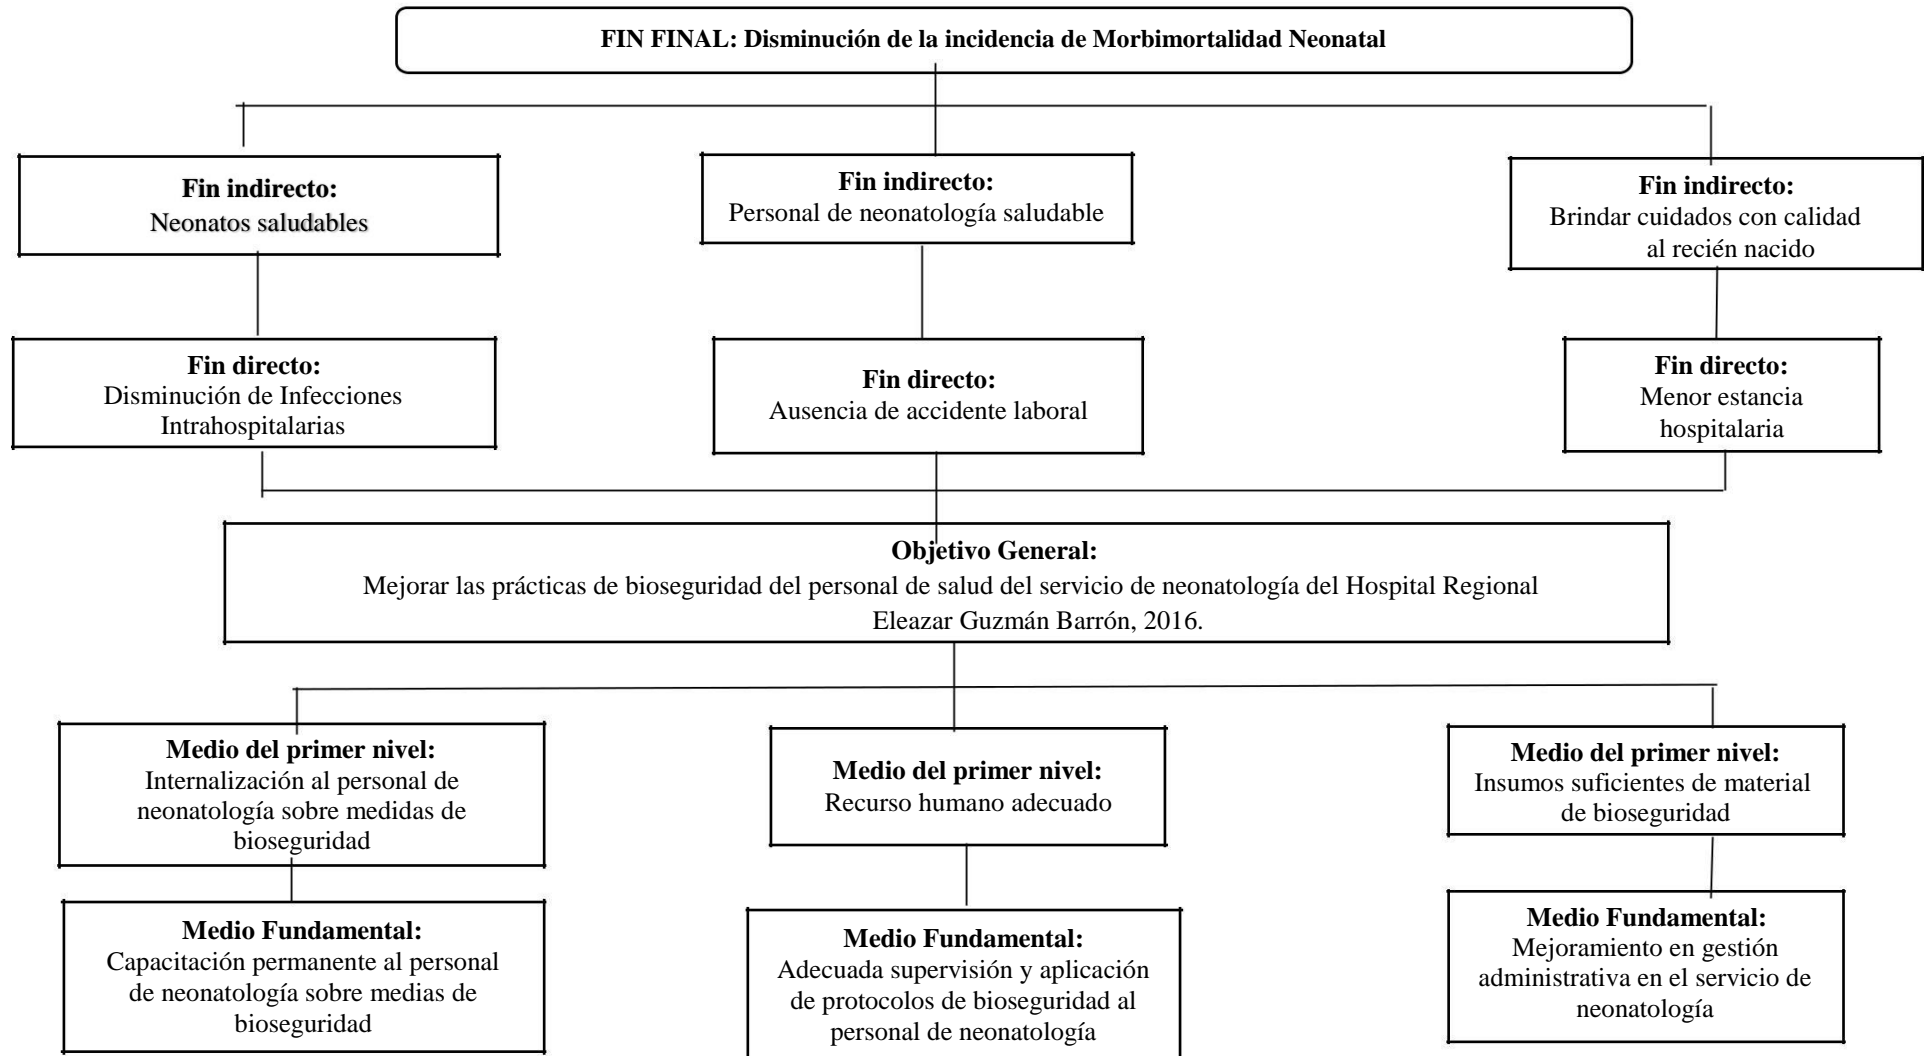 FIN FINAL: Disminución de la incidencia de Morbimortalidad Neonatal
Fin indirecto:
Neonatos saludables
Fin indirecto:
Personal de neonatología saludable
Fin indirecto:
Brindar cuidados con calidad
al recién nacido
Fin directo:
Disminución de Infecciones
Intrahospitalarias
Fin directo:
Ausencia de accidente laboral
Fin directo:
Menor estancia
hospitalaria
Objetivo General:
Mejorar las prácticas de bioseguridad del personal de salud del servicio de neonatología del Hospital Regional
Eleazar Guzmán Barrón, 2016.
Medio del primer nivel:
Internalización al personal de
neonatología sobre medidas de
bioseguridad
Medio del primer nivel:
Recurso humano adecuado
Medio del primer nivel:
Insumos suficientes de material
de bioseguridad
Medio Fundamental:
Capacitación permanente al personal
de neonatología sobre medias de
bioseguridad
Medio Fundamental:
Adecuada supervisión y aplicación
de protocolos de bioseguridad al
personal de neonatología
Medio Fundamental:
Mejoramiento en gestión
administrativa en el servicio de
neonatología